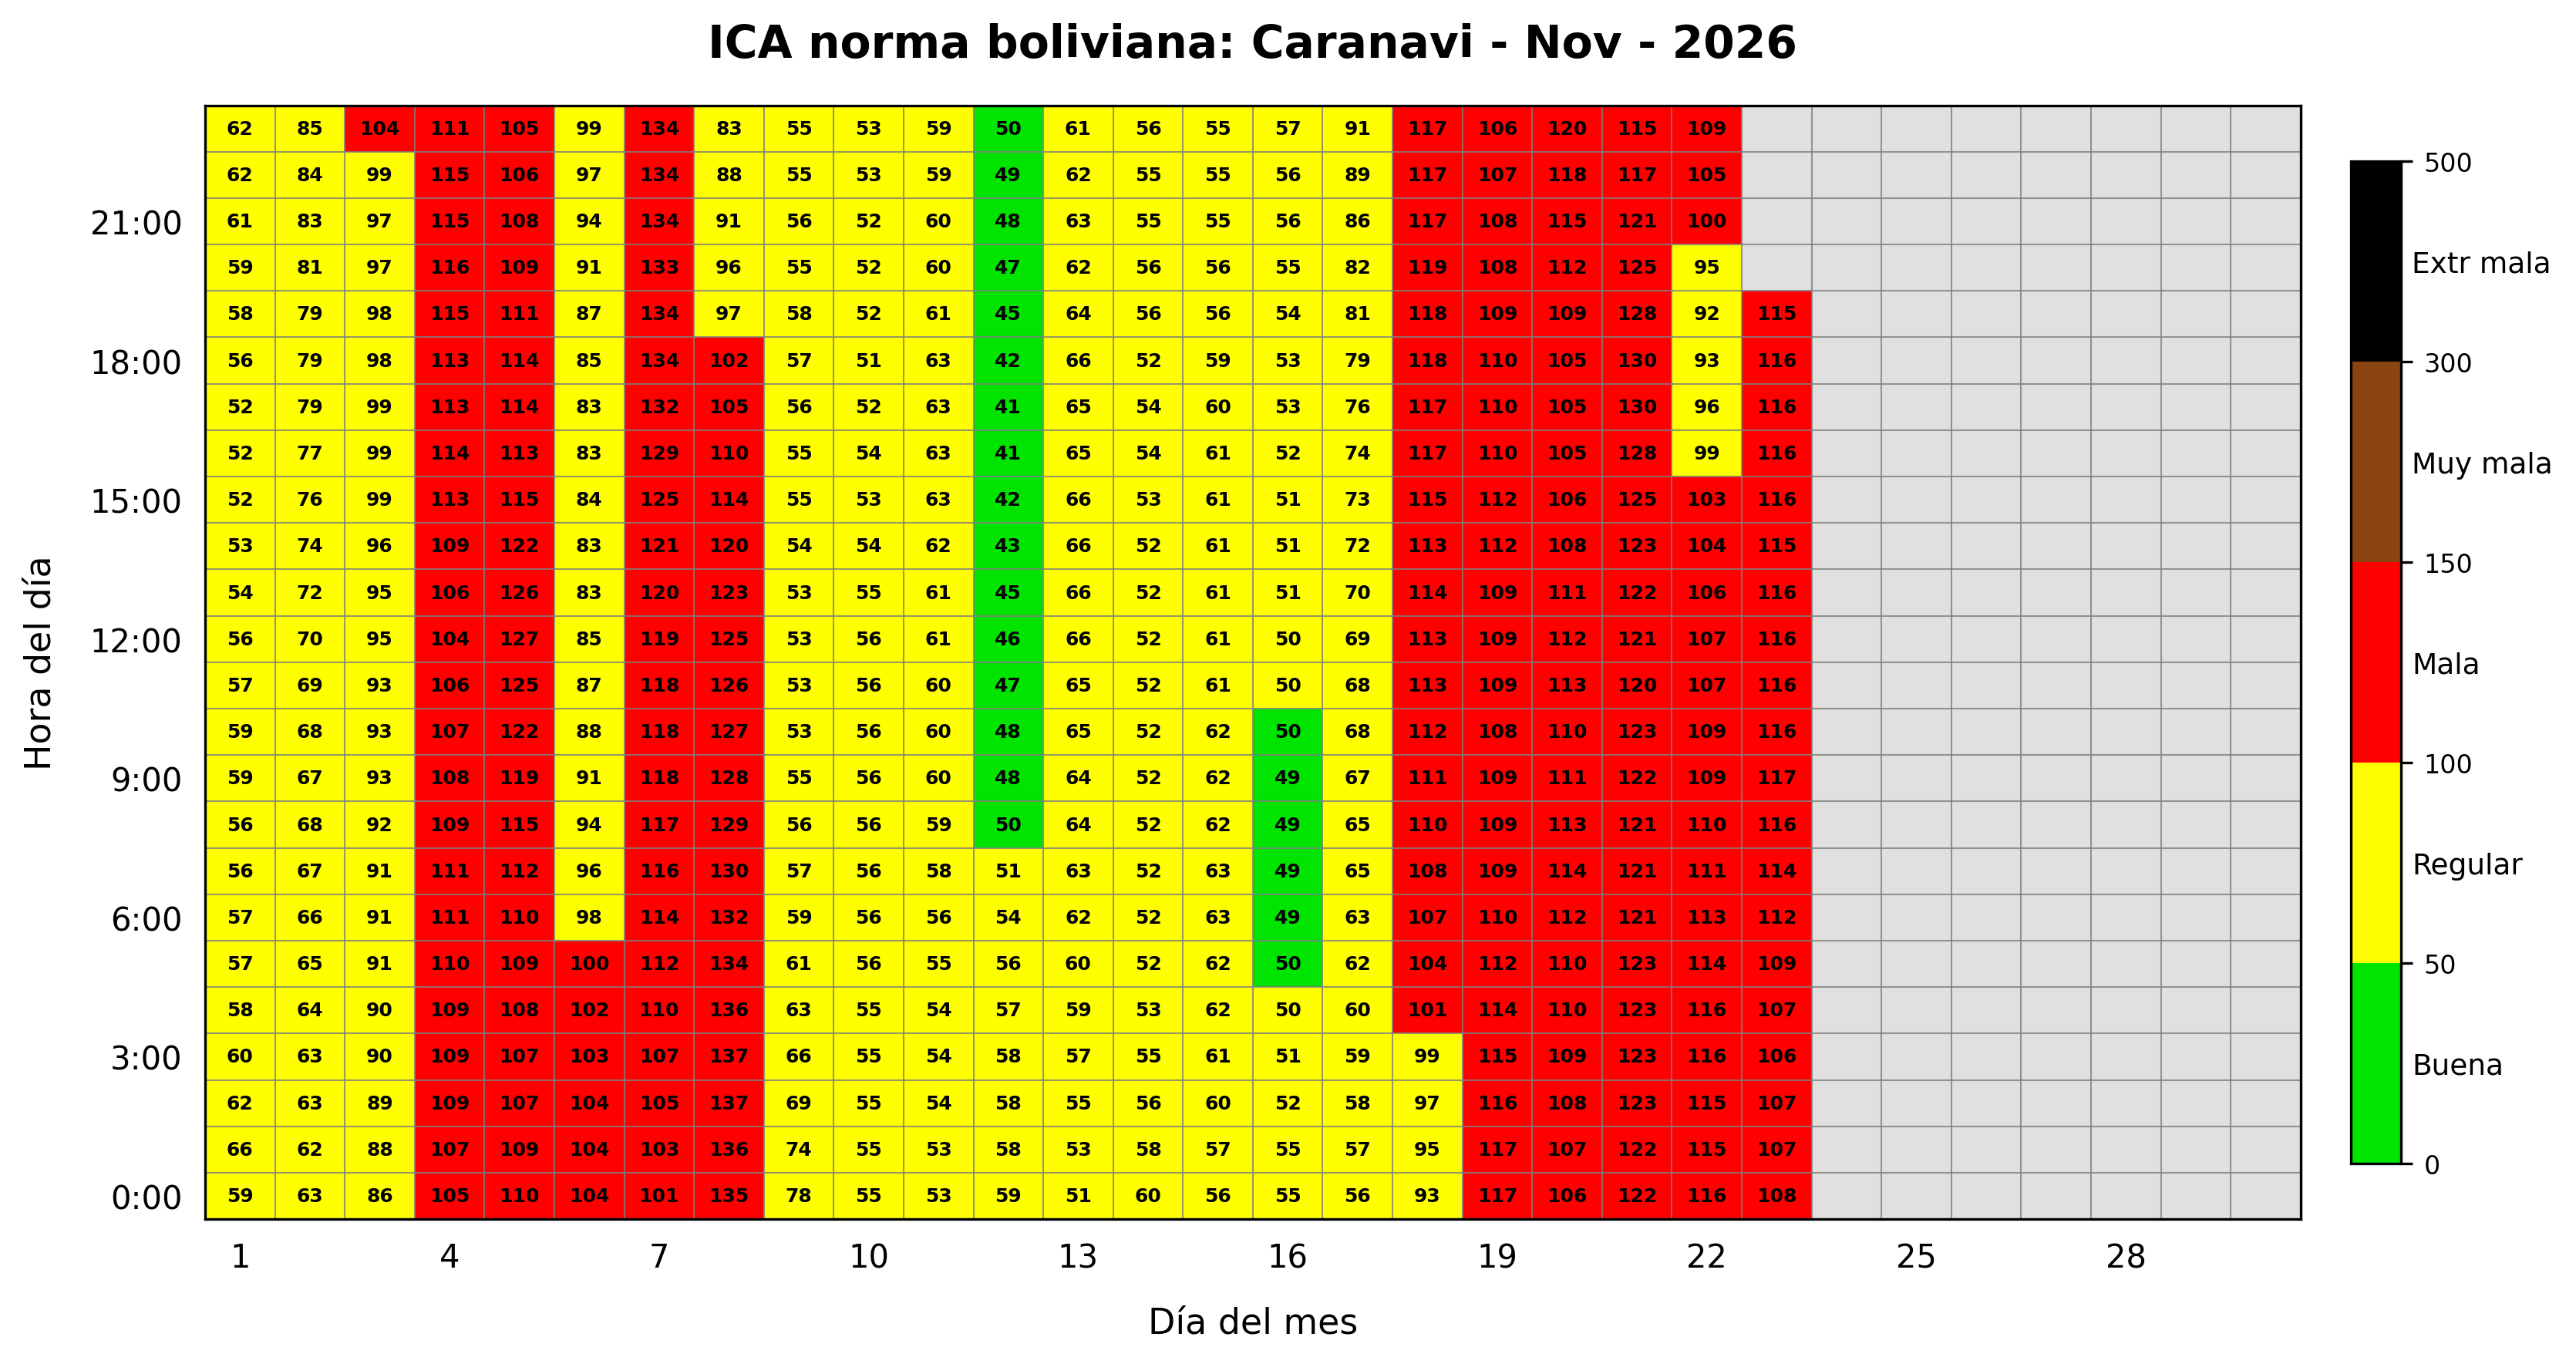 ICA norma boliviana: Caranavi - Nov - 2026
62 85 104 111 105 99 134 83 55 53 59 50 61 56 55 57 91 117 106 120 115 109
62 84 99 115 106 97 134 88 55 53 59 49 62 55 55 56 89 117 107 118 117 105
21:00 61 83 97 115 108 94 134 91 56 52 60 48 63 55 55 56 86 117 108 115 121 100
59 81 97 116 109 91 133 96 55 52 60 47 62 56 56 55 82 119 108 112 125 95
58 79 98 115 111 87 134 97 58 52 61 45 64 56 56 54 81 118 109 109 128 92 115
18:00 56 79 98 113 114 85 134 102 57 51 63 42 66 52 59 53 79 118 110 105 130 93 116
52 79 99 113 114 83 132 105 56 52 63 41 65 54 60 53 76 117 110 105 130 96 116
52 77 99 114 113 83 129 110 55 54 63 41 65 54 61 52 74 117 110 105 128 99 116
15:00 52 76 99 113 115 84 125 114 55 53 63 42 66 53 61 51 73 115 112 106 125 103 116
53 74 96 109 122 83 121 120 54 54 62 43 66 52 61 51 72 113 112 108 123 104 115
54 72 95 106 126 83 120 123 53 55 61 45 66 52 61 51 70 114 109 111 122 106 116
12:00 56 70 95 104 127 85 119 125 53 56 61 46 66 52 61 50 69 113 109 112 121 107 116
57 69 93 106 125 87 118 126 53 56 60 47 65 52 61 50 68 113 109 113 120 107 116
59 68 93 107 122 88 118 127 53 56 60 48 65 52 62 50 68 112 108 110 123 109 116
9:00 59 67 93 108 119 91 118 128 55 56 60 48 64 52 62 49 67 111 109 111 122 109 117
56 68 92 109 115 94 117 129 56 56 59 50 64 52 62 49 65 110 109 113 121 110 116
56 67 91 111 112 96 116 130 57 56 58 51 63 52 63 49 65 108 109 114 121 111 114
6:00 57 66 91 111 110 98 114 132 59 56 56 54 62 52 63 49 63 107 110 112 121 113 112
57 65 91 110 109 100 112 134 61 56 55 56 60 52 62 50 62 104 112 110 123 114 109
58 64 90 109 108 102 110 136 63 55 54 57 59 53 62 50 60 101 114 110 123 116 107
3:00 60 63 90 109 107 103 107 137 66 55 54 58 57 55 61 51 59 99 115 109 123 116 106
62 63 89 109 107 104 105 137 69 55 54 58 55 56 60 52 58 97 116 108 123 115 107
66 62 88 107 109 104 103 136 74 55 53 58 53 58 57 55 57 95 117 107 122 115 107
0:00 59 63 86 105 110 104 101 135 78 55 53 59 51 60 56 55 56 93 117 106 122 116 108
1 4 7 10 13 16 19 22 25 28
Día del mes
Hora del día
500
Extr mala
300
Muy mala
150
Mala
100
Regular
50
Buena
0